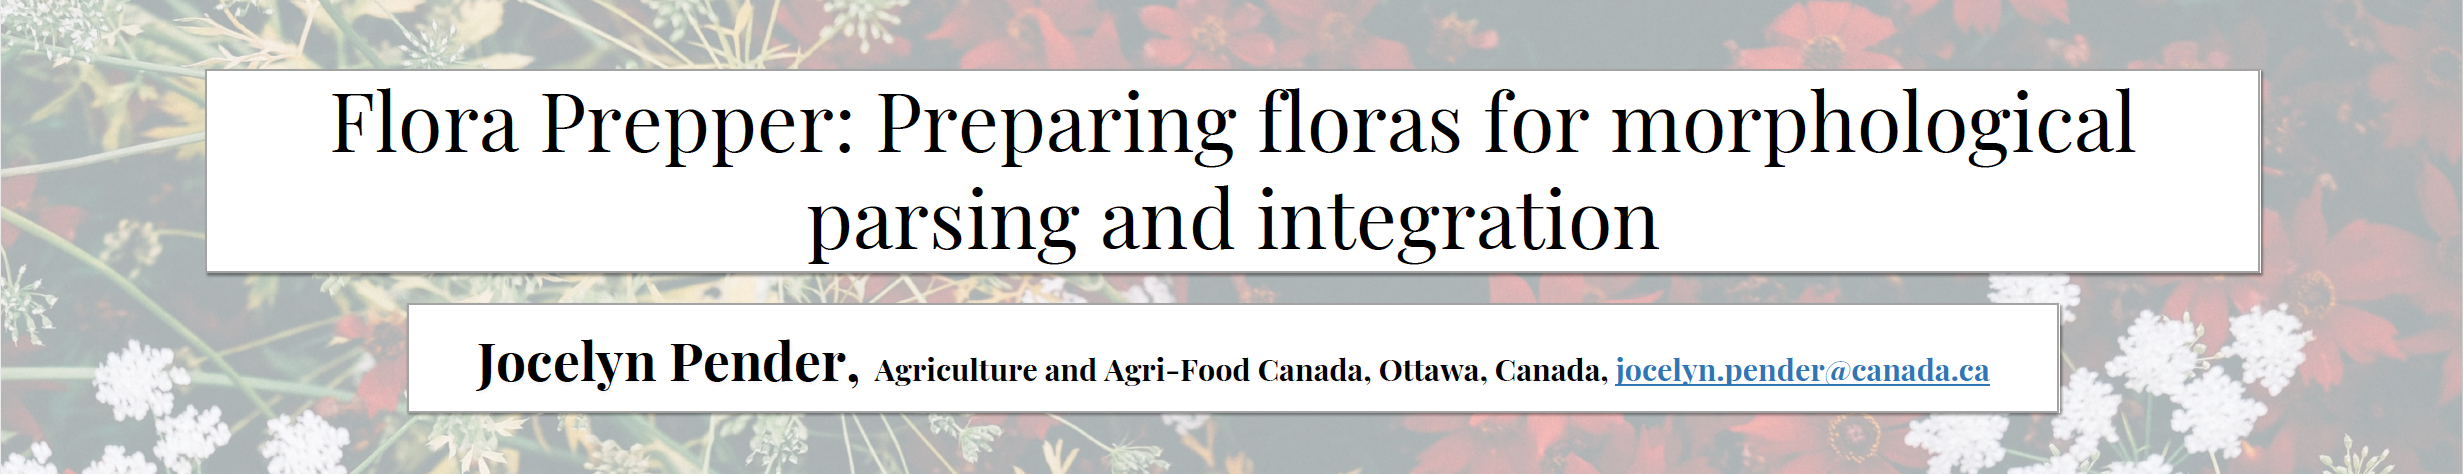 Flora Prepper: Preparing floras for morphological
parsing and integration
Jocelyn Pender, Agriculture and Agri-Food Canada, Ottawa, Canada, jocelyn.pender@canada.ca